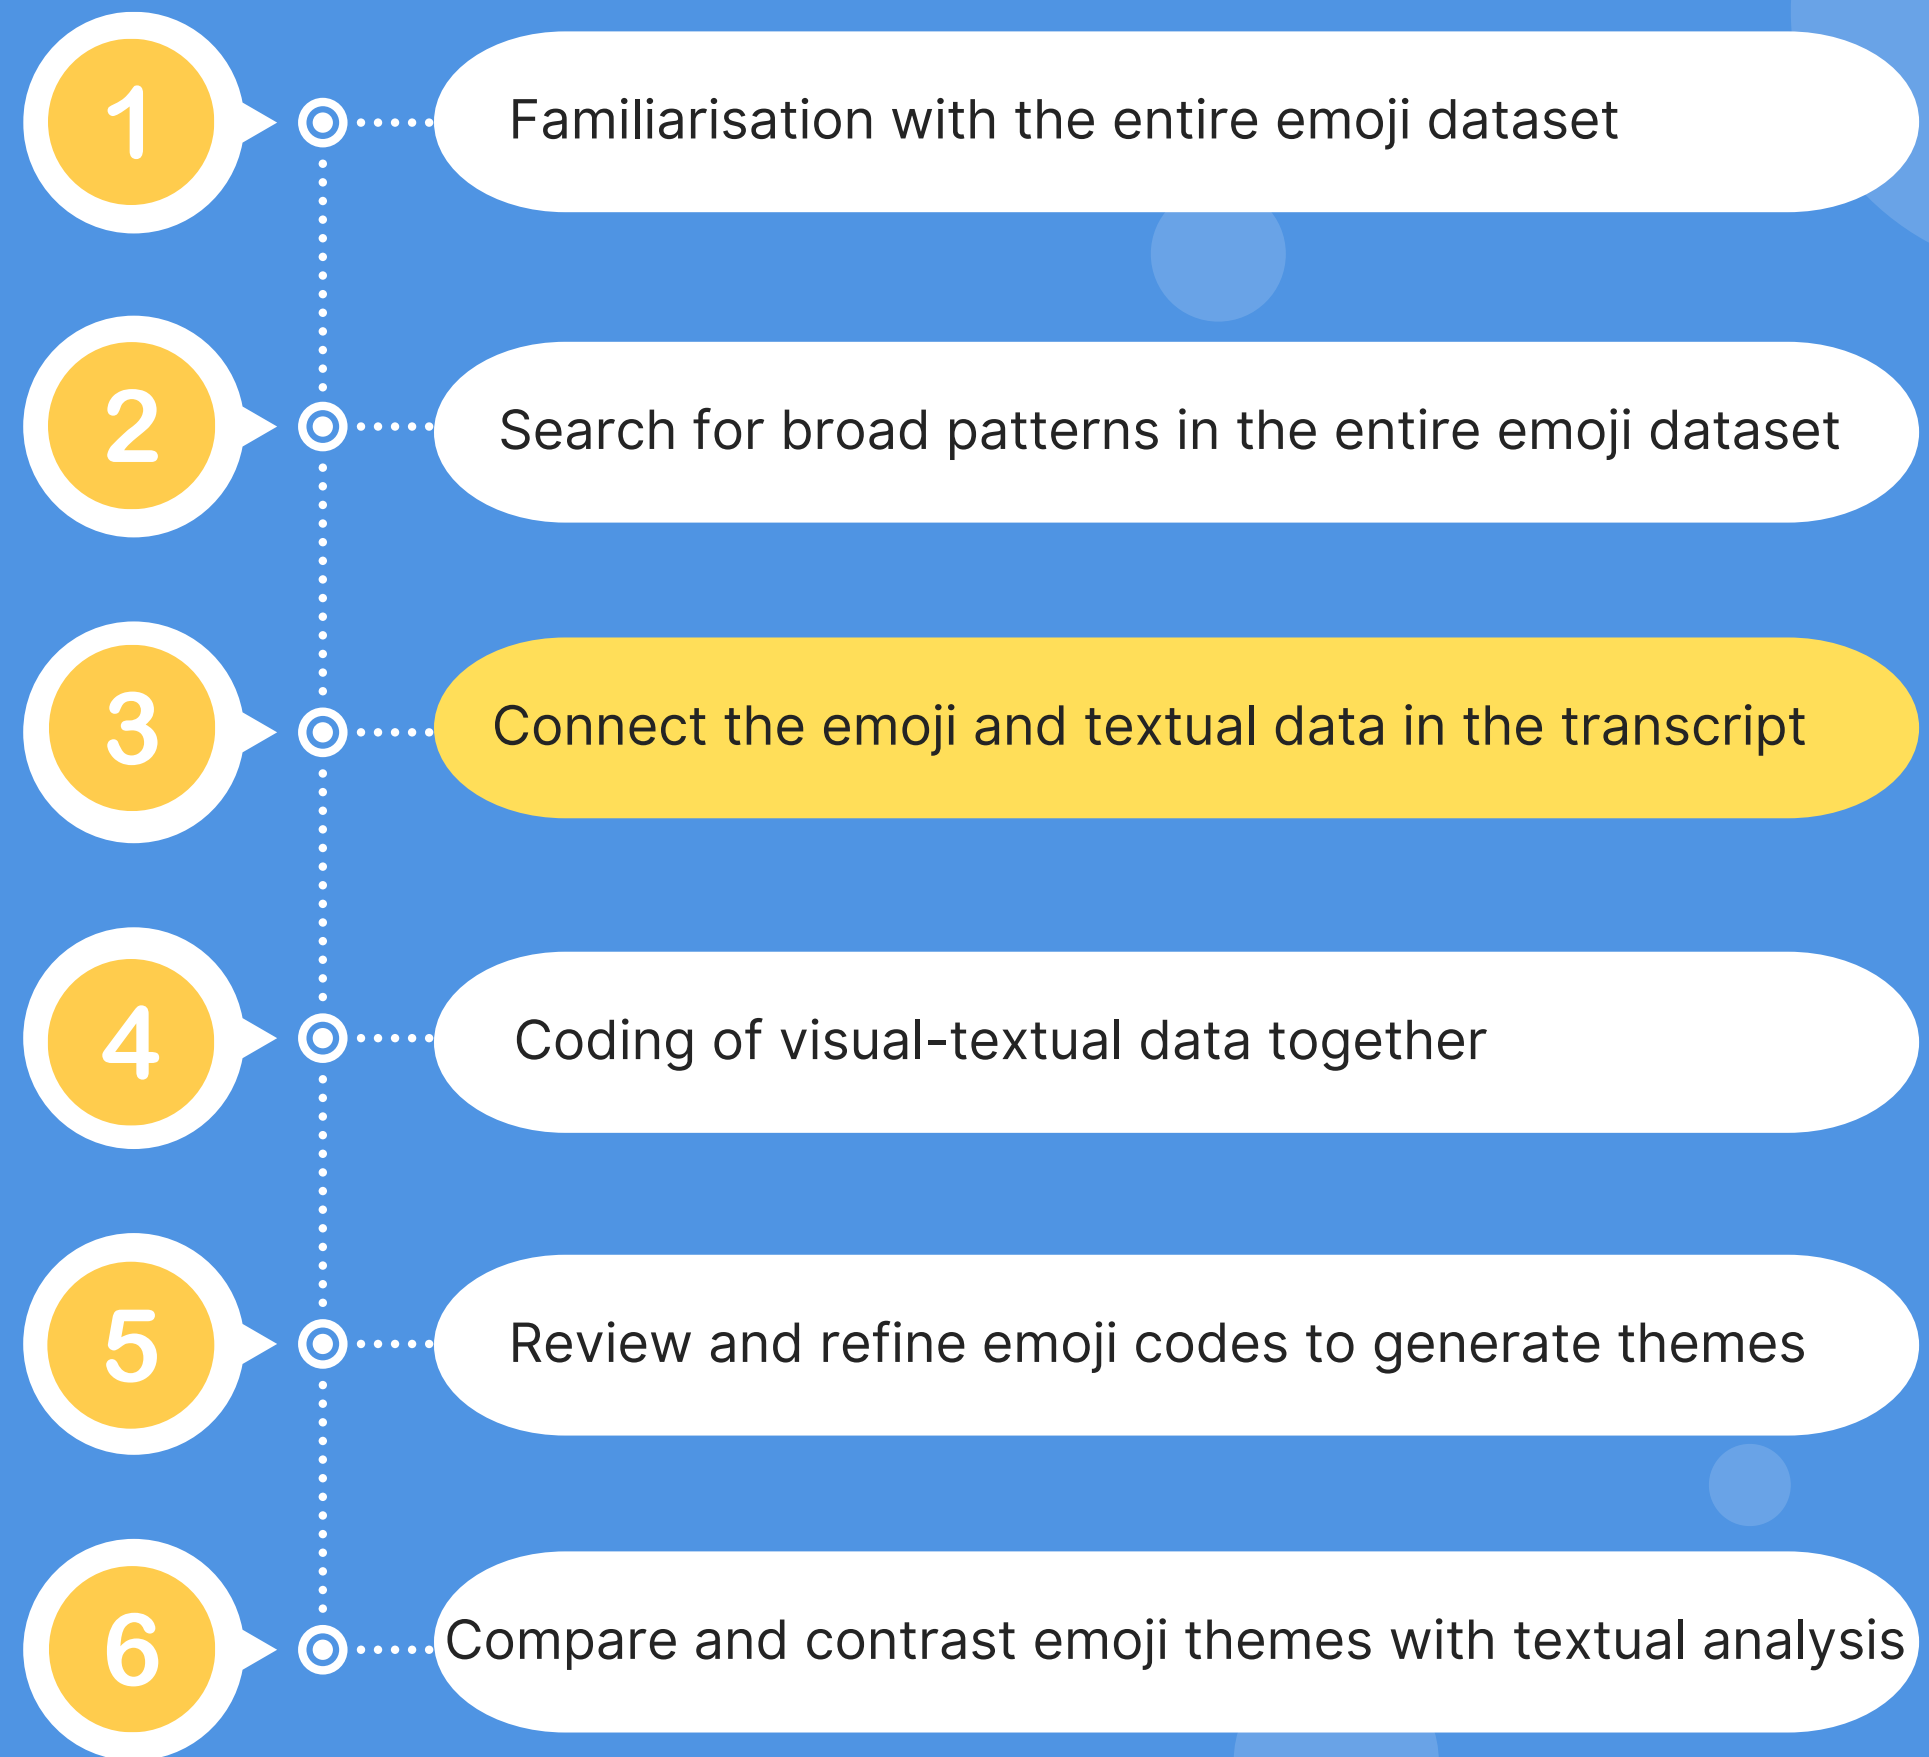 1
Familiarisation with the entire emoji dataset
2
Search for broad patterns in the entire emoji dataset
3
Connect the emoji and textual data in the transcript
4
Coding of visual-textual data together
5
Review and refine emoji codes to generate themes
6
Compare and contrast emoji themes with textual analysis